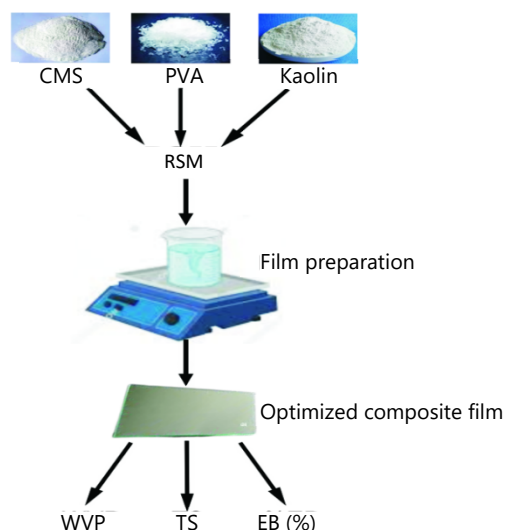 CMS PVA Kaolin
RSM
Film preparation
Optimized composite film
WVP TS EB (%)